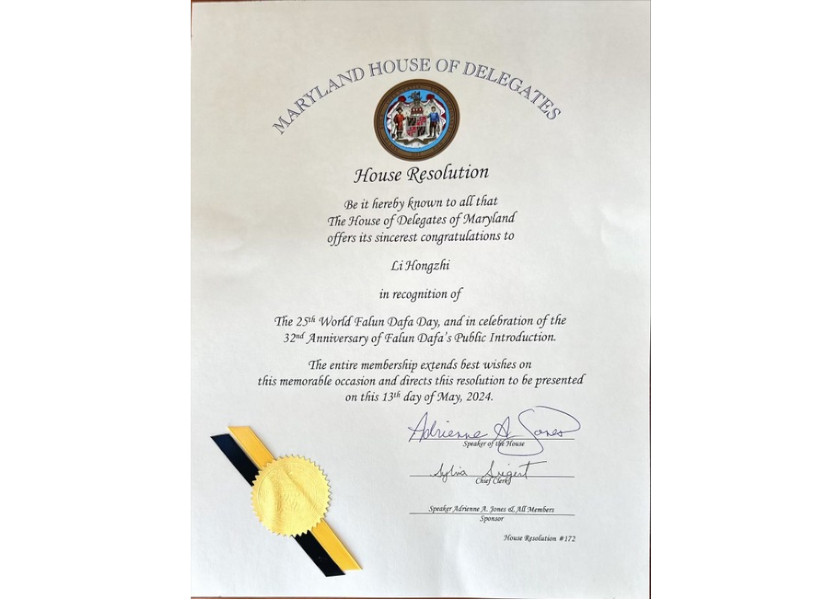 MARYLAND HOUSE OF DELEGATES
House Resolution
Be it hereby known to all that
The House of Delegates of Maryland
offers its sincerest congratulations to
Li Hongzhi
in recognition of
The 25th World Falun Dafa Day, and in celebration of the
32nd Anniversary of Falun Dafa's Public Introduction.
The entire membership extends best wishes on
this memorable occasion and directs this resolution to be presented
on this 13th day of May, 2024.
Adrienne A. Jones
Speaker of the House
Sylvia Siegert
Chief Clerk
Speaker Adrienne A. Jones & All Members
Sponsor
House Resolution #172